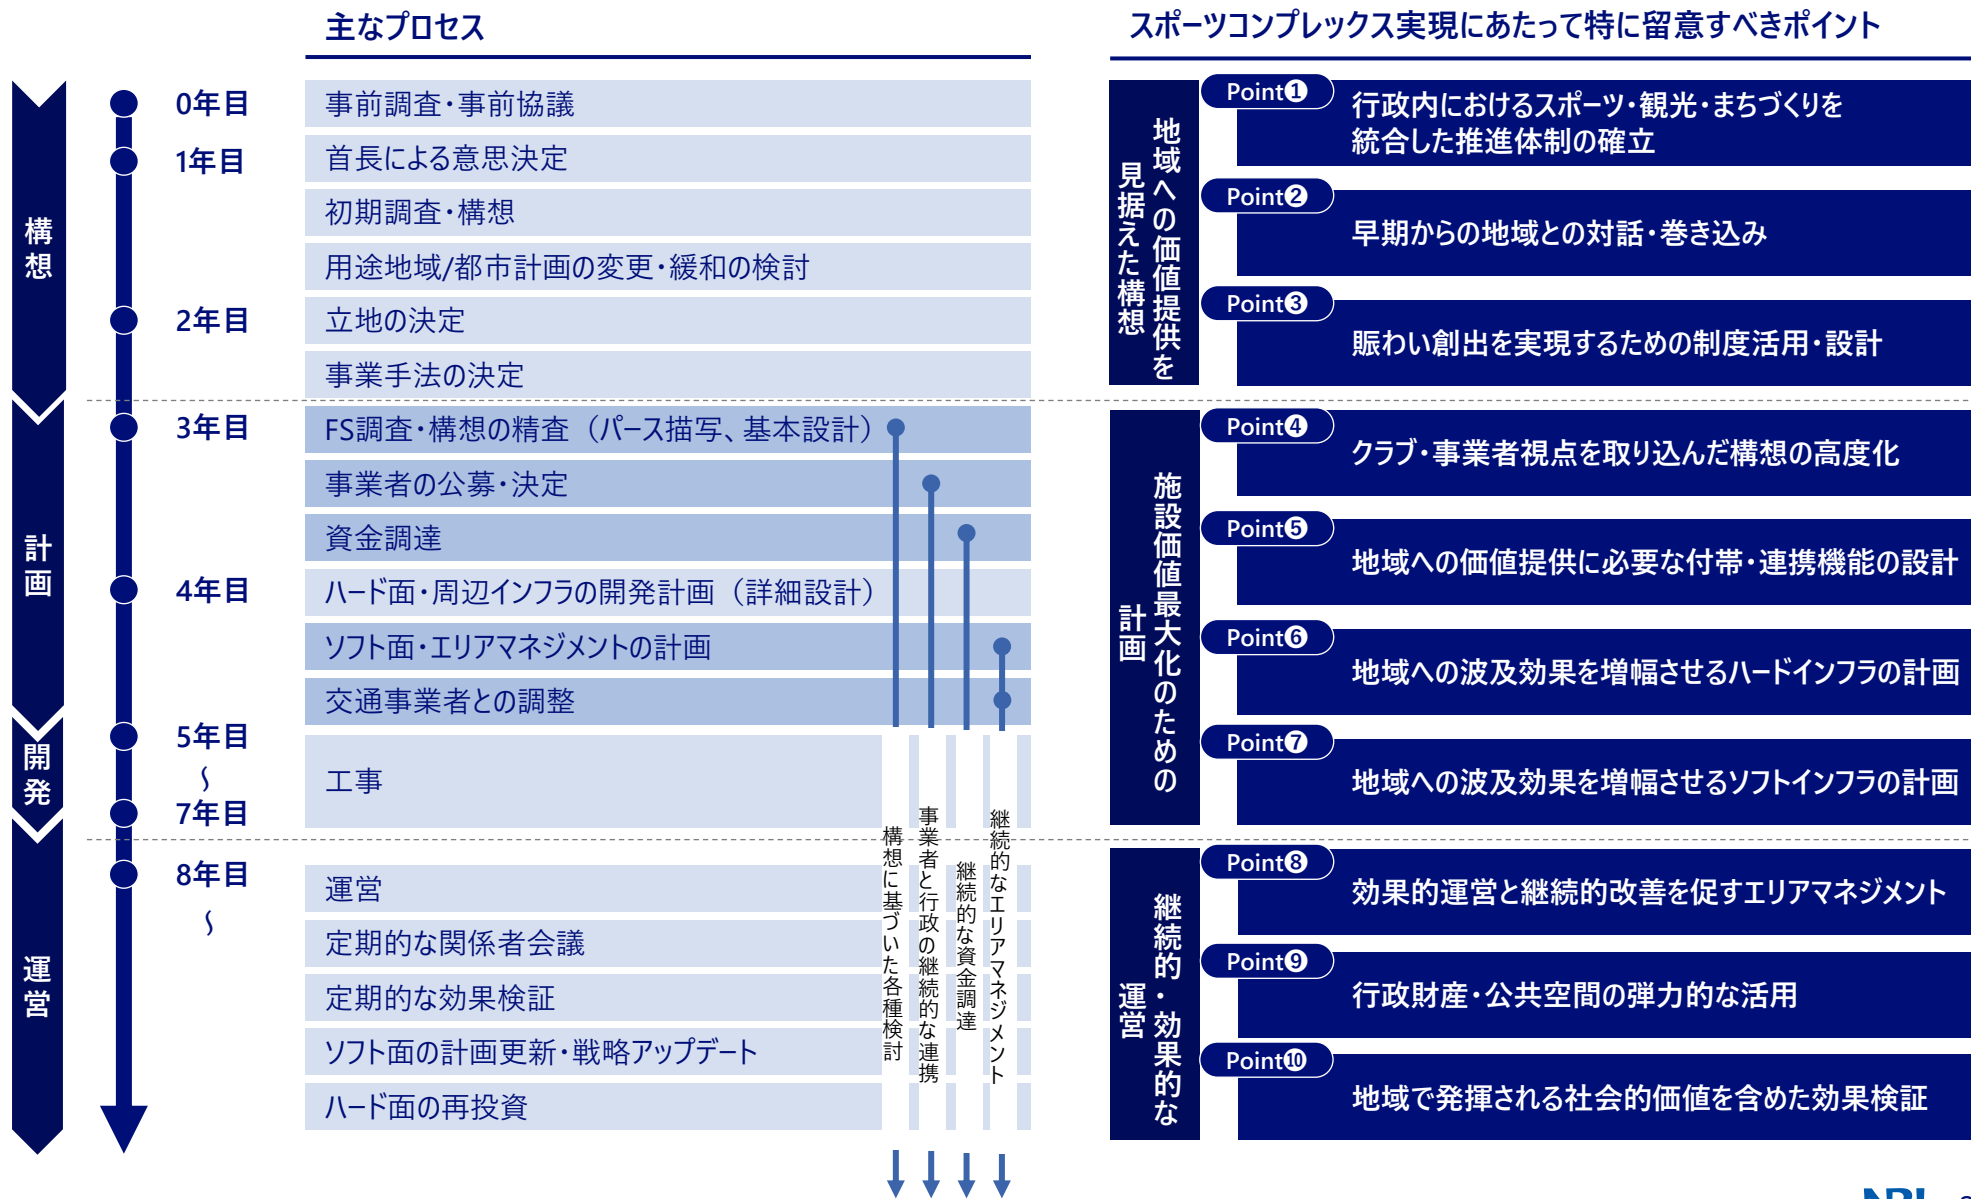 主なプロセス
スポーツコンプレックス実現にあたって特に留意すべきポイント
構想
計画
開発
運営
0年目
1年目
2年目
3年目
4年目
5年目
～
7年目
8年目
～
事前調査・事前協議
首長による意思決定
初期調査・構想
用途地域/都市計画の変更・緩和の検討
立地の決定
事業手法の決定
FS調査・構想の精査（パース描写、基本設計）
事業者の公募・決定
資金調達
ハード面・周辺インフラの開発計画（詳細設計）
ソフト面・エリアマネジメントの計画
交通事業者との調整
工事
運営
定期的な関係者会議
定期的な効果検証
ソフト面の計画更新・戦略アップデート
ハード面の再投資
構想に基づいた各種検討
事業者と行政の継続的な連携
継続的な資金調達
継続的なエリアマネジメント
地域への価値提供を
見据えた構想
Point❶
行政内におけるスポーツ・観光・まちづくりを
統合した推進体制の確立
Point❷
早期からの地域との対話・巻き込み
Point❸
賑わい創出を実現するための制度活用・設計
施設価値最大化のための
計画
Point❹
クラブ・事業者視点を取り込んだ構想の高度化
Point❺
地域への価値提供に必要な付帯・連携機能の設計
Point❻
地域への波及効果を増幅させるハードインフラの計画
Point❼
地域への波及効果を増幅させるソフトインフラの計画
継続的・効果的な
運営
Point❽
効果的運営と継続的改善を促すエリアマネジメント
Point❾
行政財産・公共空間の弾力的な活用
Point❿
地域で発揮される社会的価値を含めた効果検証